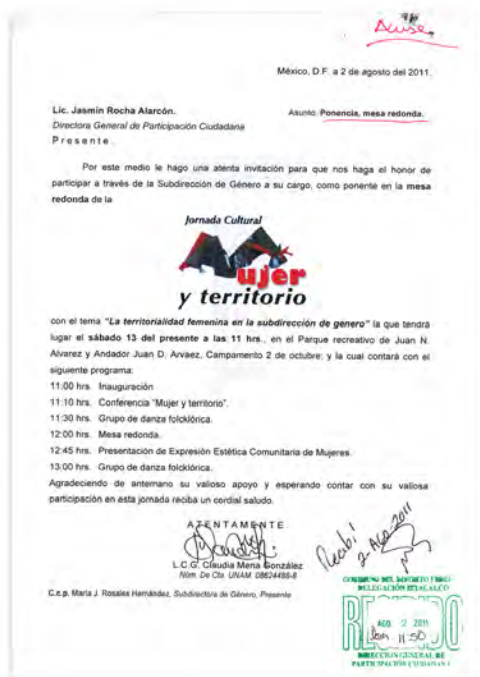 Acuse
México, D.F. a 2 de agosto del 2011.
Lic. Jasmín Rocha Alarcón.
Asunto: Ponencia, mesa redonda.
Directora General de Participación Ciudadana
Presente.
Por este medio le hago una atenta invitación para que nos haga el honor de
participar a través de la Subdirección de Género a su cargo, como ponente en la mesa
redonda de la
Jornada Cultural
Mujer
y territorio
con el tema "La territorialidad femenina en la subdirección de genero" la que tendrá
lugar el sábado 13 del presente a las 11 hrs., en el Parque recreativo de Juan N.
Alvarez y Andador Juan D. Arvaez, Campamento 2 de octubre; y la cual contará con el
siguiente programa:
11:00 hrs. Inauguración
11:10 hrs. Conferencia "Mujer y territorio".
11:30 hrs. Grupo de danza folcklórica.
12:00 hrs. Mesa redonda.
12:45 hrs. Presentación de Expresión Estética Comunitaria de Mujeres.
13:00 hrs. Grupo de danza folcklórica.
Agradeciendo de antemano su valioso apoyo y esperando contar con su valiosa
participación en esta jornada reciba un cordial saludo.
ATENTAMENTE
L.C.G. Claudia Mena González
Núm. De Cta. UNAM. 08624488-8
C.c.p. María J. Rosales Hernández, Subdirectora de Género, Presente
Recibí
2-Ago-2011
GOBIERNO DEL DISTRITO FEDERAL
DELEGACIÓN IZTACALCO
RECIBIDO
AGO. 2 2011
11:50
DIRECCIÓN GENERAL DE
PARTICIPACIÓN CIUDADANA